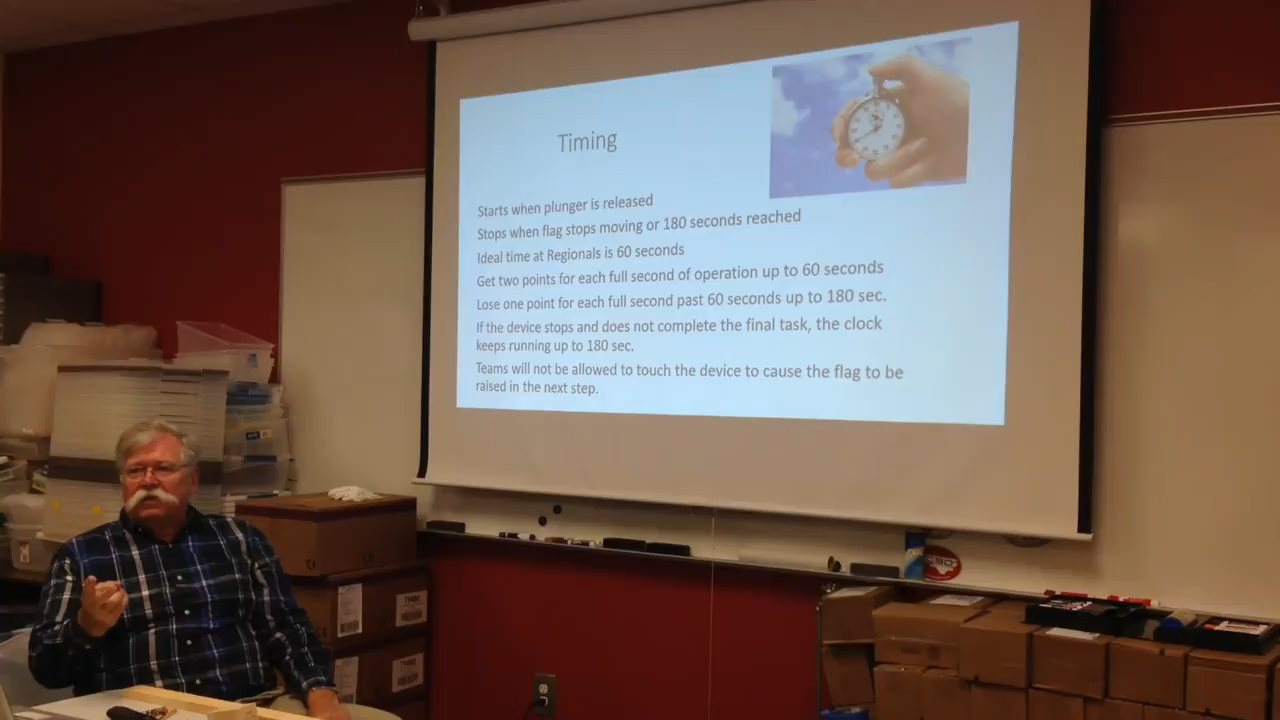 Timing
Starts when plunger is released
Stops when flag stops moving or 180 seconds reached
Ideal time at Regionals is 60 seconds
Get two points for each full second of operation up to 60 seconds
Lose one point for each full second past 60 seconds up to 180 sec.
If the device stops and does not complete the final task, the clock
keeps running up to 180 sec.
Teams will not be allowed to touch the device to cause the flag to be
raised in the next step.